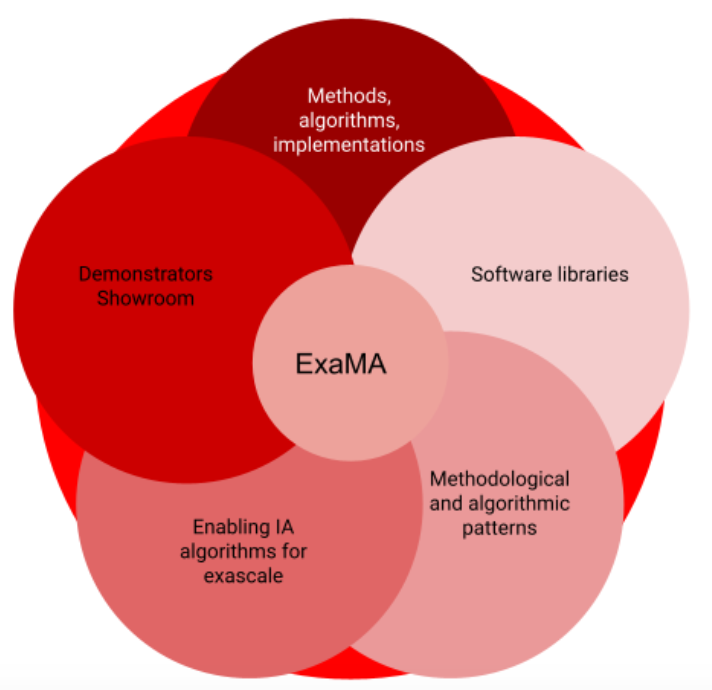 Methods,
algorithms,
implementations
Demonstrators
Showroom
Software libraries
ExaMA
Methodological
and algorithmic
patterns
Enabling IA
algorithms for
exascale